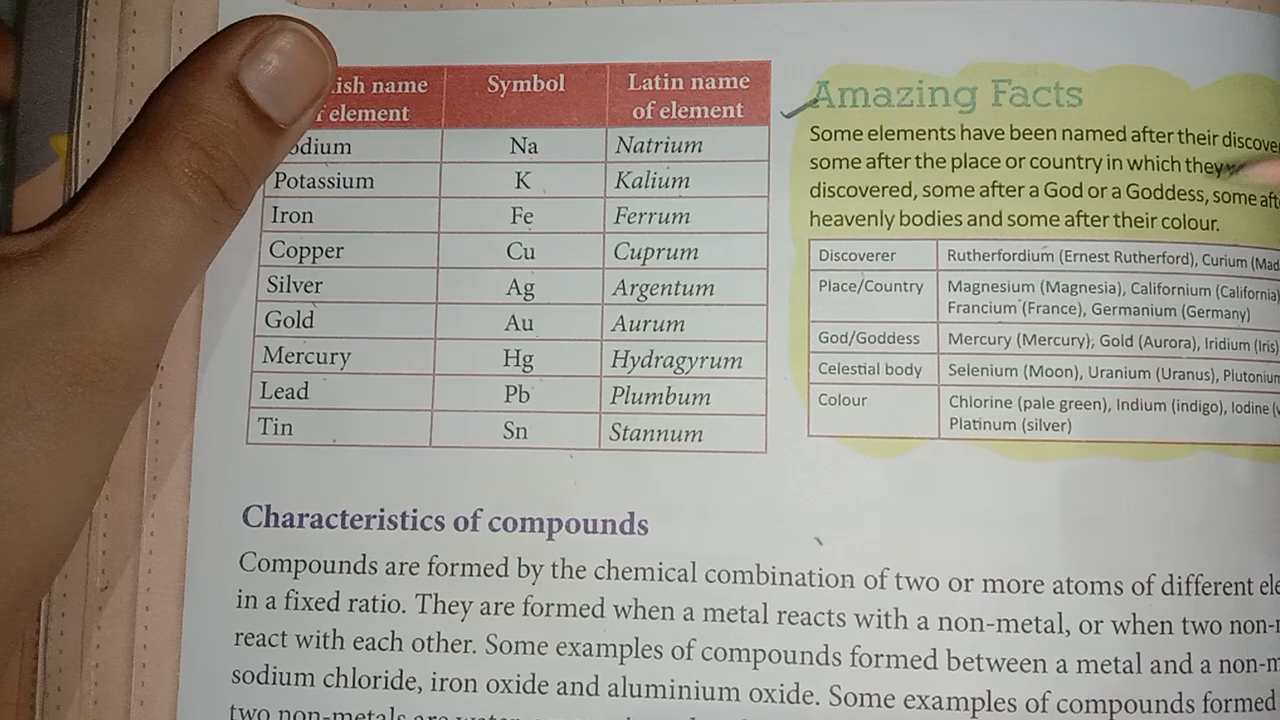 ish name Symbol Latin name
element of element
dium Na Natrium
Potassium K Kalium
Iron Fe Ferrum
Copper Cu Cuprum
Silver Ag Argentum
Gold Au Aurum
Mercury Hg Hydragyrum
Lead Pb Plumbum
Tin Sn Stannum
Amazing Facts
Some elements have been named after their discove
some after the place or country in which they
discovered, some after a God or a Goddess, some aft
heavenly bodies and some after their colour.
Discoverer Rutherfordium (Ernest Rutherford), Curium (Mad
Place/Country Magnesium (Magnesia), Californium (California)
Francium (France), Germanium (Germany)
God/Goddess Mercury (Mercury), Gold (Aurora), Iridium (Iris)
Celestial body Selenium (Moon), Uranium (Uranus), Plutonium
Colour Chlorine (pale green), Indium (indigo), Iodine (
Platinum (silver)
Characteristics of compounds
Compounds are formed by the chemical combination of two or more atoms of different ele
in a fixed ratio. They are formed when a metal reacts with a non-metal, or when two non-
react with each other. Some examples of compounds formed between a metal and a non-m
sodium chloride, iron oxide and aluminium oxide. Some examples of compounds formed
two non-metals are